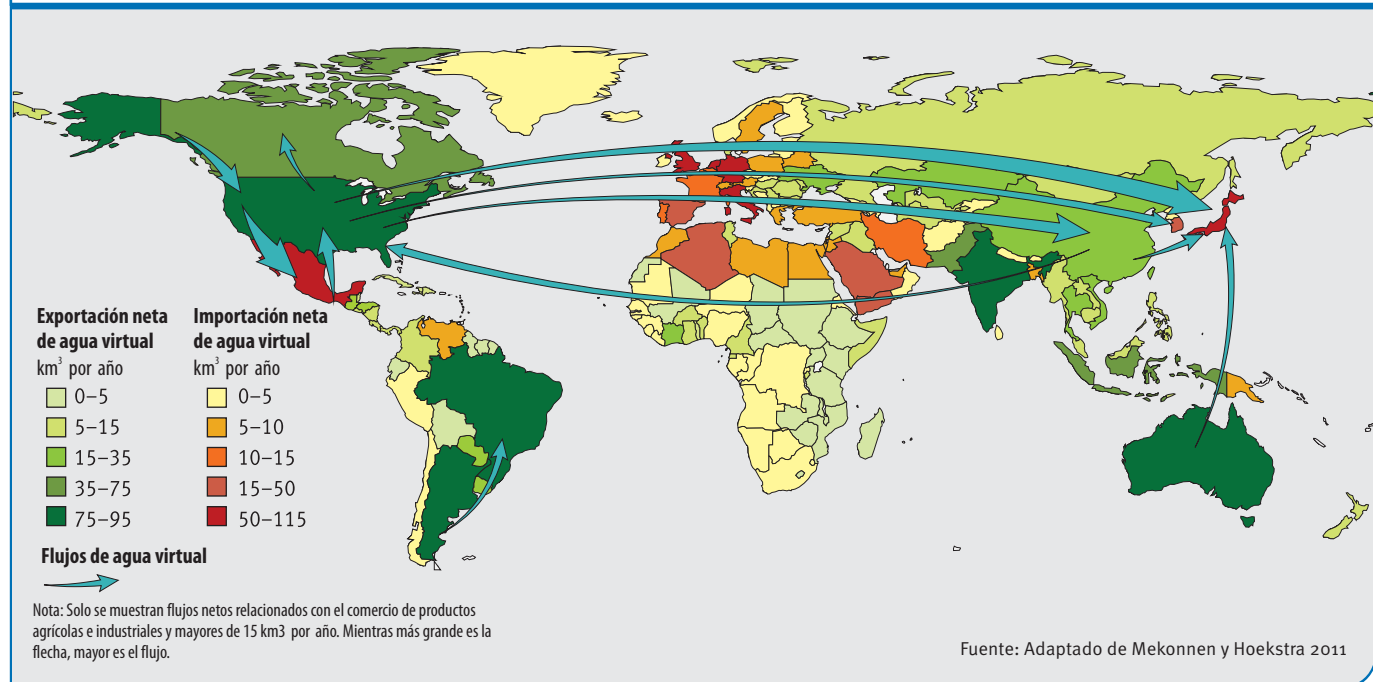 Exportación neta
de agua virtual
km³ por año
0–5
5–15
15–35
35–75
75–95
Importación neta
de agua virtual
km³ por año
0–5
5–10
10–15
15–50
50–115
Flujos de agua virtual
Nota: Solo se muestran flujos netos relacionados con el comercio de productos
agrícolas e industriales y mayores de 15 km3 por año. Mientras más grande es la
flecha, mayor es el flujo.
Fuente: Adaptado de Mekonnen y Hoekstra 2011